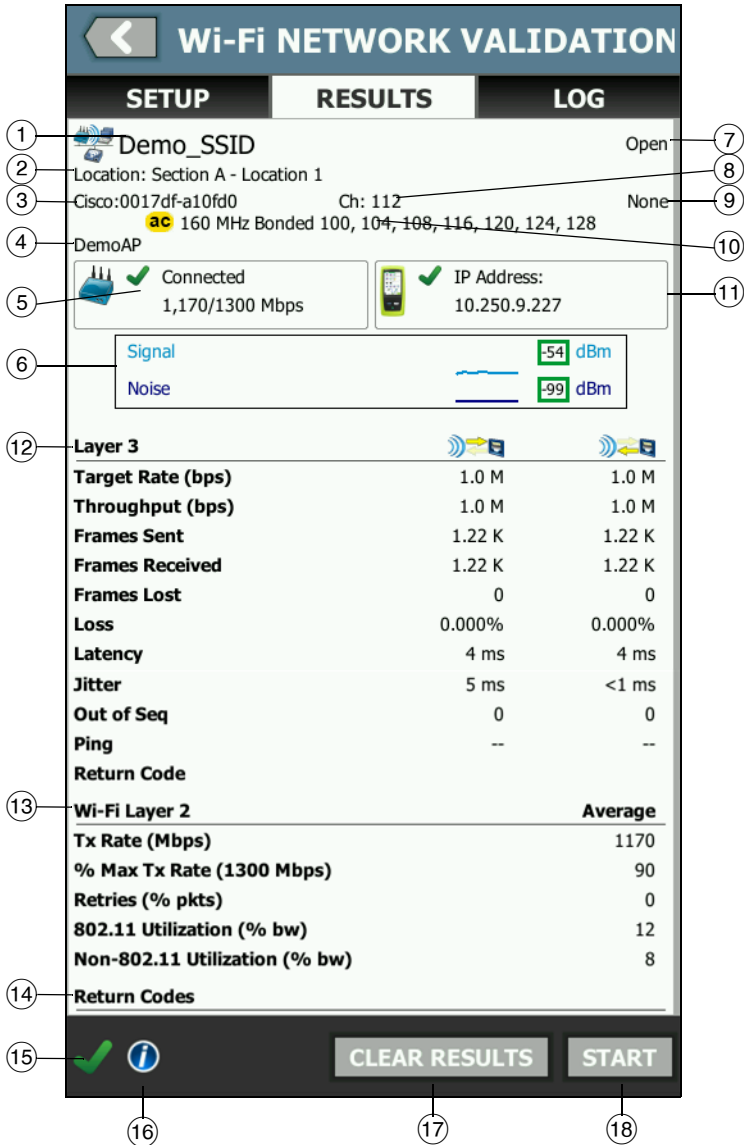 Wi-Fi NETWORK VALIDATION
SETUP RESULTS LOG
1 Demo_SSID Open 7
2 Location: Section A - Location 1 8
3 Cisco:0017df-a10fd0 Ch: 112 None 9
ac 160 MHz Bonded 100, 104, 108, 116, 120, 124, 128 10
4 DemoAP
5 Connected IP Address: 11
1,170/1300 Mbps 10.250.9.227
6 Signal -54 dBm
Noise -99 dBm
12 Layer 3
Target Rate (bps) 1.0 M 1.0 M
Throughput (bps) 1.0 M 1.0 M
Frames Sent 1.22 K 1.22 K
Frames Received 1.22 K 1.22 K
Frames Lost 0 0
Loss 0.000% 0.000%
Latency 4 ms 4 ms
Jitter 5 ms <1 ms
Out of Seq 0 0
Ping -- --
Return Code
13 Wi-Fi Layer 2 Average
Tx Rate (Mbps) 1170
% Max Tx Rate (1300 Mbps) 90
Retries (% pkts) 0
802.11 Utilization (% bw) 12
Non-802.11 Utilization (% bw) 8
14 Return Codes
15 i CLEAR RESULTS START
16 17 18